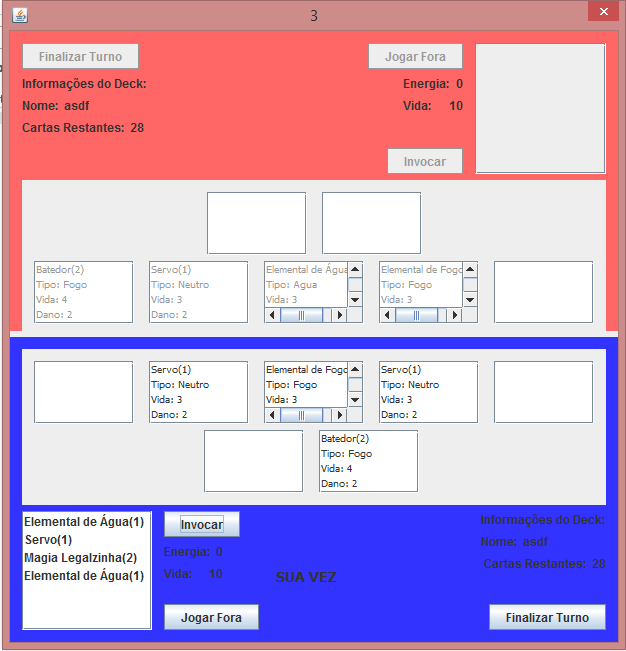 3
Finalizar Turno
Jogar Fora
Informações do Deck:
Energia: 0
Nome: asdf
Vida: 10
Cartas Restantes: 28
Invocar
Batedor(2)
Tipo: Fogo
Vida: 4
Dano: 2
Servo(1)
Tipo: Neutro
Vida: 3
Dano: 2
Elemental de Água
Tipo: Agua
Vida: 3
Elemental de Fogo
Tipo: Fogo
Vida: 3
Servo(1)
Tipo: Neutro
Vida: 3
Dano: 2
Elemental de Fogo
Tipo: Fogo
Vida: 3
Servo(1)
Tipo: Neutro
Vida: 3
Dano: 2
Batedor(2)
Tipo: Fogo
Vida: 4
Dano: 2
Elemental de Água(1)
Servo(1)
Magia Legalzinha(2)
Elemental de Água(1)
Invocar
Energia: 0
Vida: 10
SUA VEZ
Jogar Fora
Informações do Deck:
Nome: asdf
Cartas Restantes: 28
Finalizar Turno